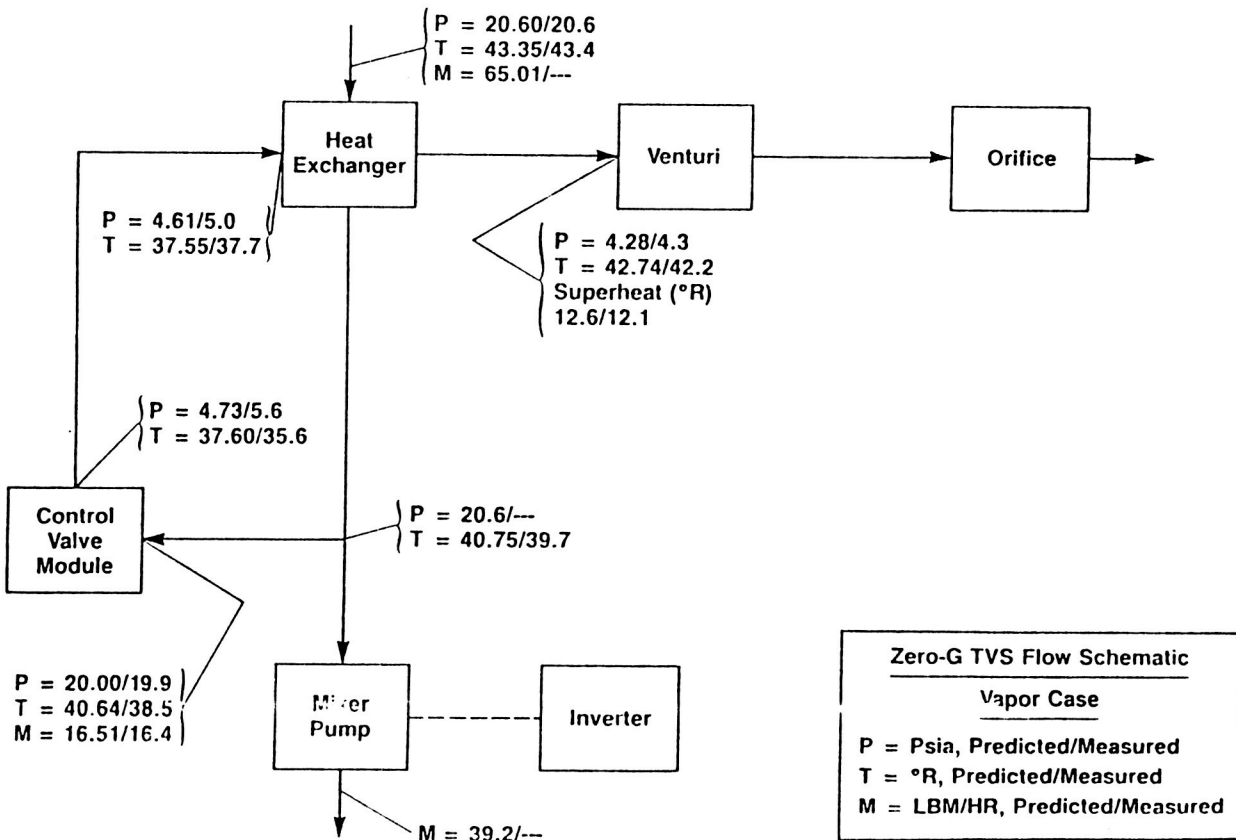 P = 20.60/20.6
T = 43.35/43.4
M = 65.01/---
Heat
Exchanger
Venturi
Orifice
P = 4.61/5.0
T = 37.55/37.7
P = 4.28/4.3
T = 42.74/42.2
Superheat (°R)
12.6/12.1
P = 4.73/5.6
T = 37.60/35.6
Control
Valve
Module
P = 20.6/---
T = 40.75/39.7
P = 20.00/19.9
T = 40.64/38.5
M = 16.51/16.4
Mixer
Pump
Inverter
M = 39.2/---
Zero-G TVS Flow Schematic
Vapor Case
P = Psia, Predicted/Measured
T = °R, Predicted/Measured
M = LBM/HR, Predicted/Measured